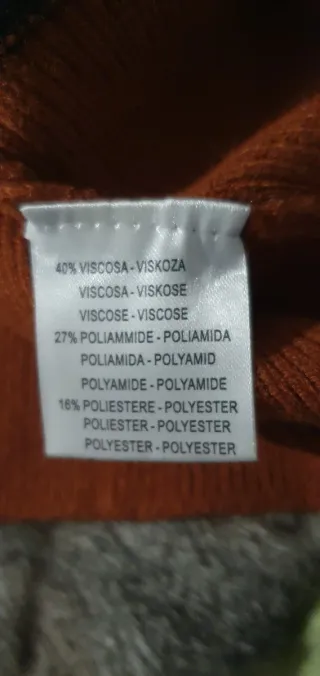 40% VISCOSA - VISKOZA
VISCOSA - VISKOSE
VISCOSE - VISCOSE
27% POLIAMMIDE - POLIAMIDA
POLIAMIDA - POLYAMID
POLYAMIDE - POLYAMIDE
16% POLIESTERE - POLYESTER
POLIESTER - POLYESTER
POLYESTER - POLYESTER